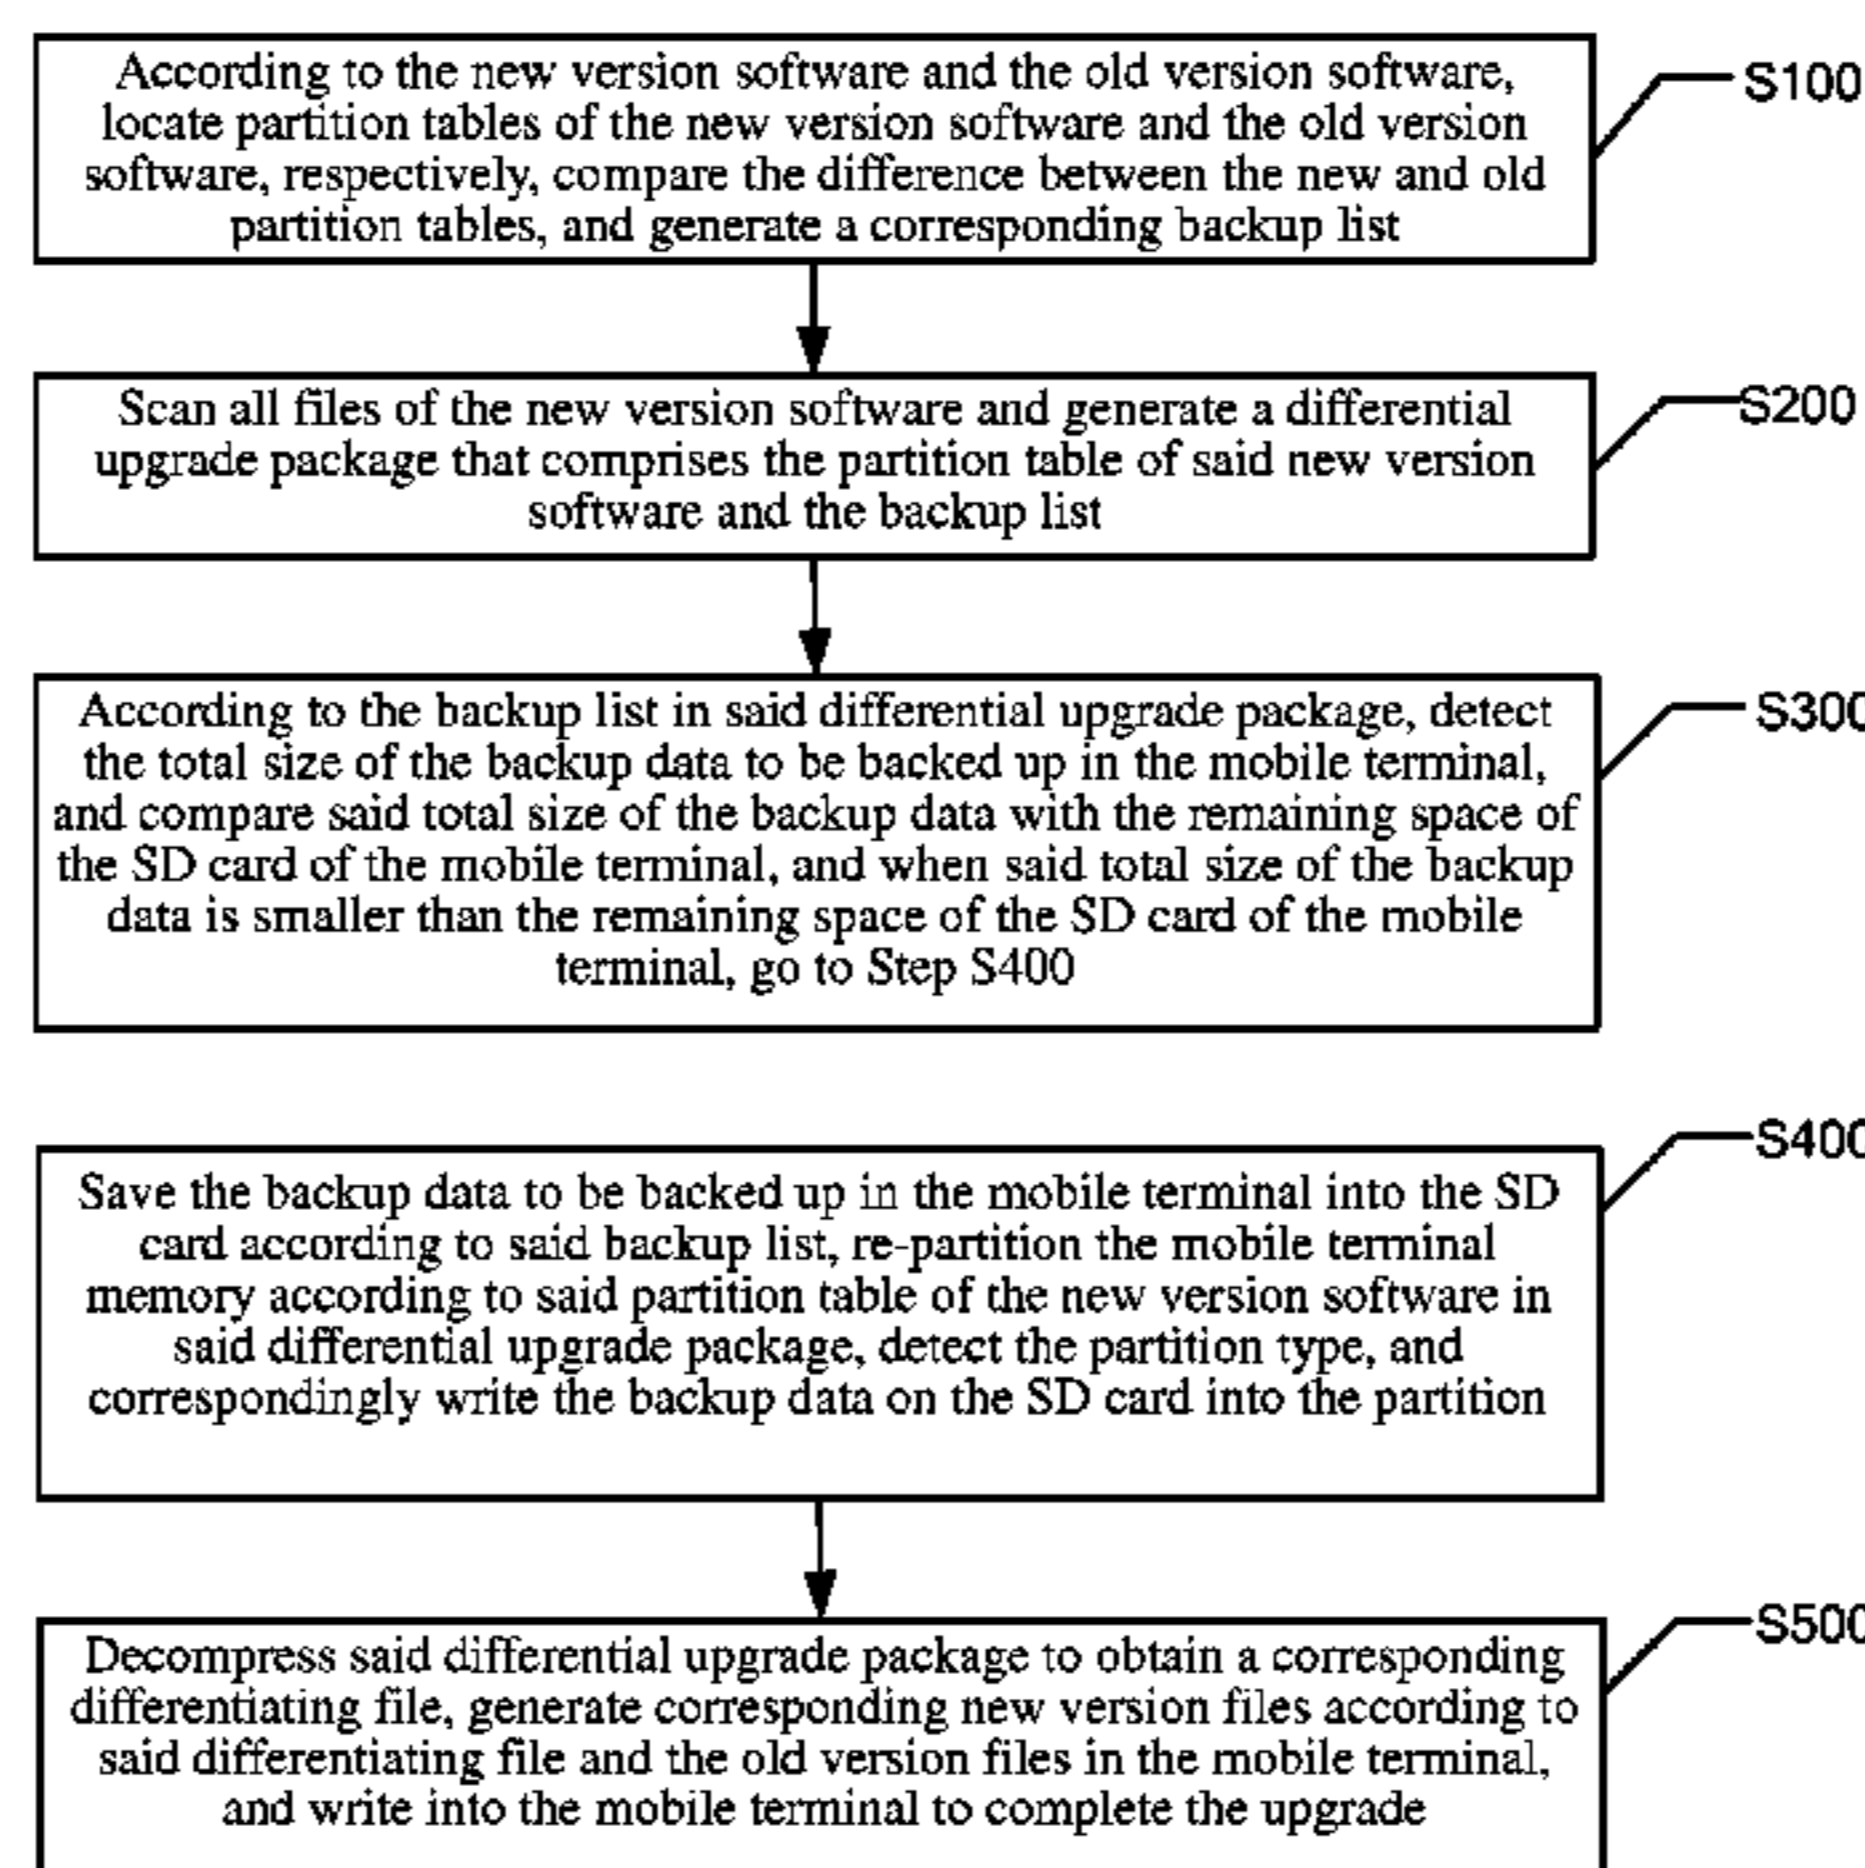 According to the new version software and the old version software,
locate partition tables of the new version software and the old version
software, respectively, compare the difference between the new and old
partition tables, and generate a corresponding backup list
S100
Scan all files of the new version software and generate a differential
upgrade package that comprises the partition table of said new version
software and the backup list
S200
According to the backup list in said differential upgrade package, detect
the total size of the backup data to be backed up in the mobile terminal,
and compare said total size of the backup data with the remaining space of
the SD card of the mobile terminal, and when said total size of the backup
data is smaller than the remaining space of the SD card of the mobile
terminal, go to Step S400
S300
Save the backup data to be backed up in the mobile terminal into the SD
card according to said backup list, re-partition the mobile terminal
memory according to said partition table of the new version software in
said differential upgrade package, detect the partition type, and
correspondingly write the backup data on the SD card into the partition
S400
Decompress said differential upgrade package to obtain a corresponding
differentiating file, generate corresponding new version files according to
said differentiating file and the old version files in the mobile terminal,
and write into the mobile terminal to complete the upgrade
S500